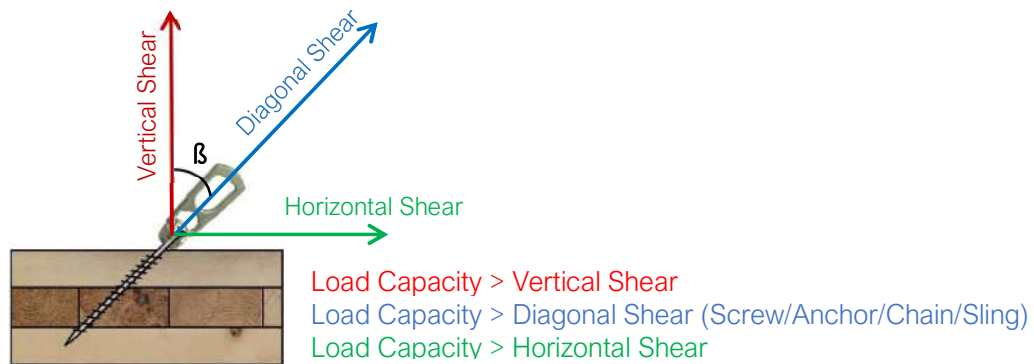 Vertical Shear
Diagonal Shear
ß
Horizontal Shear
Load Capacity > Vertical Shear
Load Capacity > Diagonal Shear (Screw/Anchor/Chain/Sling)
Load Capacity > Horizontal Shear